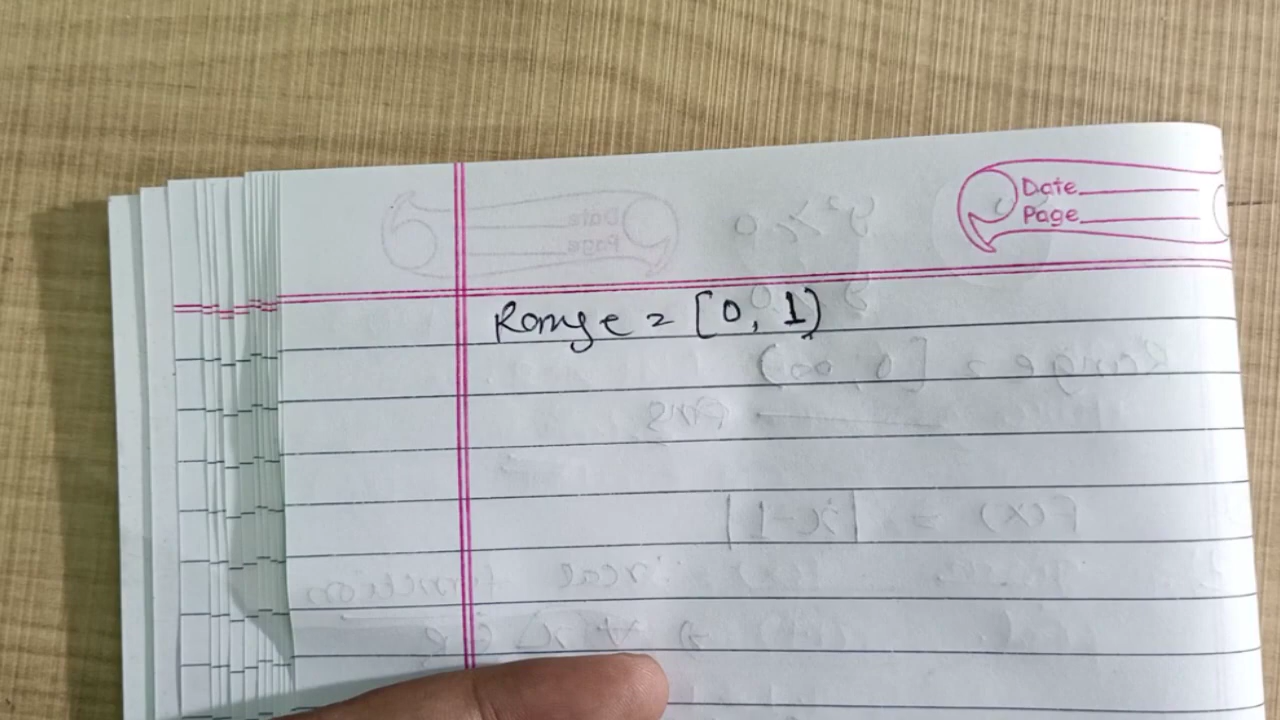 Date
Page
Range = [0, 1)